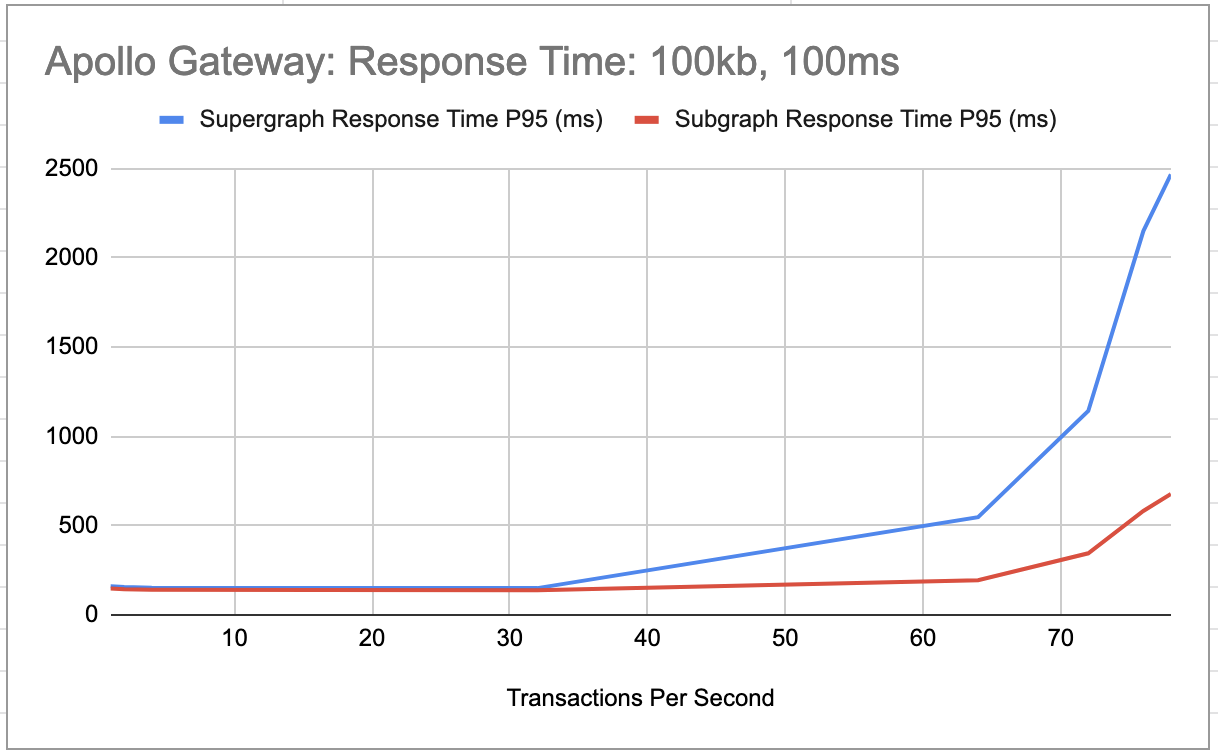 Apollo Gateway: Response Time: 100kb, 100ms
Supergraph Response Time P95 (ms) Subgraph Response Time P95 (ms)
2500
2000
1500
1000
500
0
10 20 30 40 50 60 70
Transactions Per Second